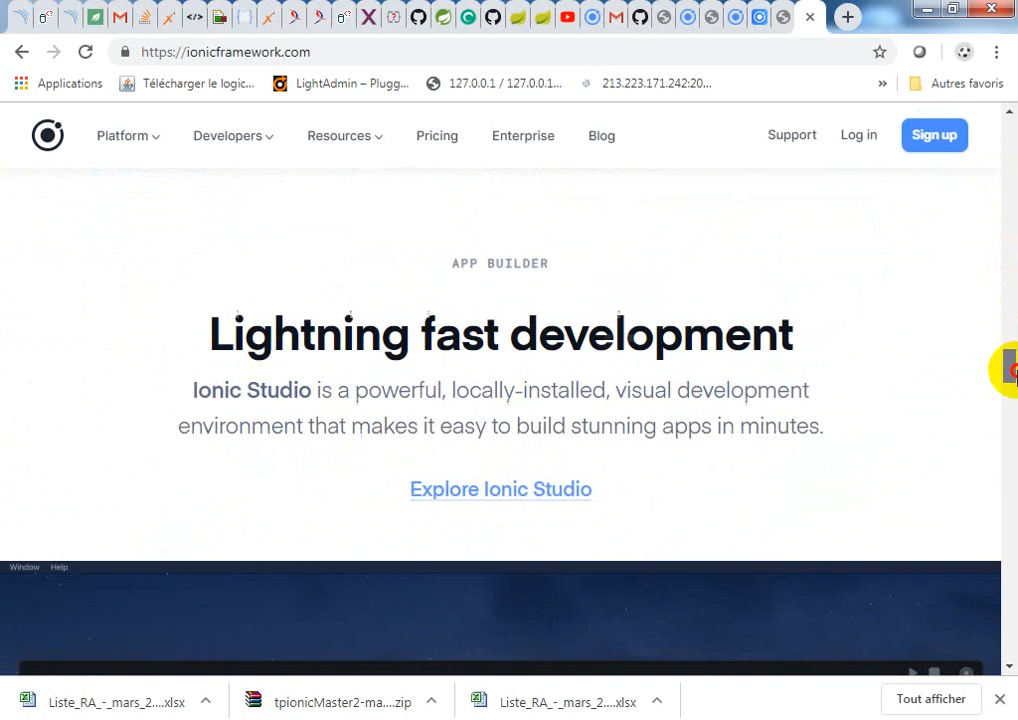 https://ionicframework.com
Applications
Télécharger le logic...
LightAdmin – Plugg...
127.0.0.1 / 127.0.0.1...
213.223.171.242:20...
»
Autres favoris
Platform
Developers
Resources
Pricing
Enterprise
Blog
Support
Log in
Sign up
APP BUILDER
Lightning fast development
Ionic Studio is a powerful, locally-installed, visual development
environment that makes it easy to build stunning apps in minutes.
Explore Ionic Studio
Window Help
Liste_RA_-_mars_2....xlsx
tpionicMaster2-ma....zip
Liste_RA_-_mars_2....xlsx
Tout afficher